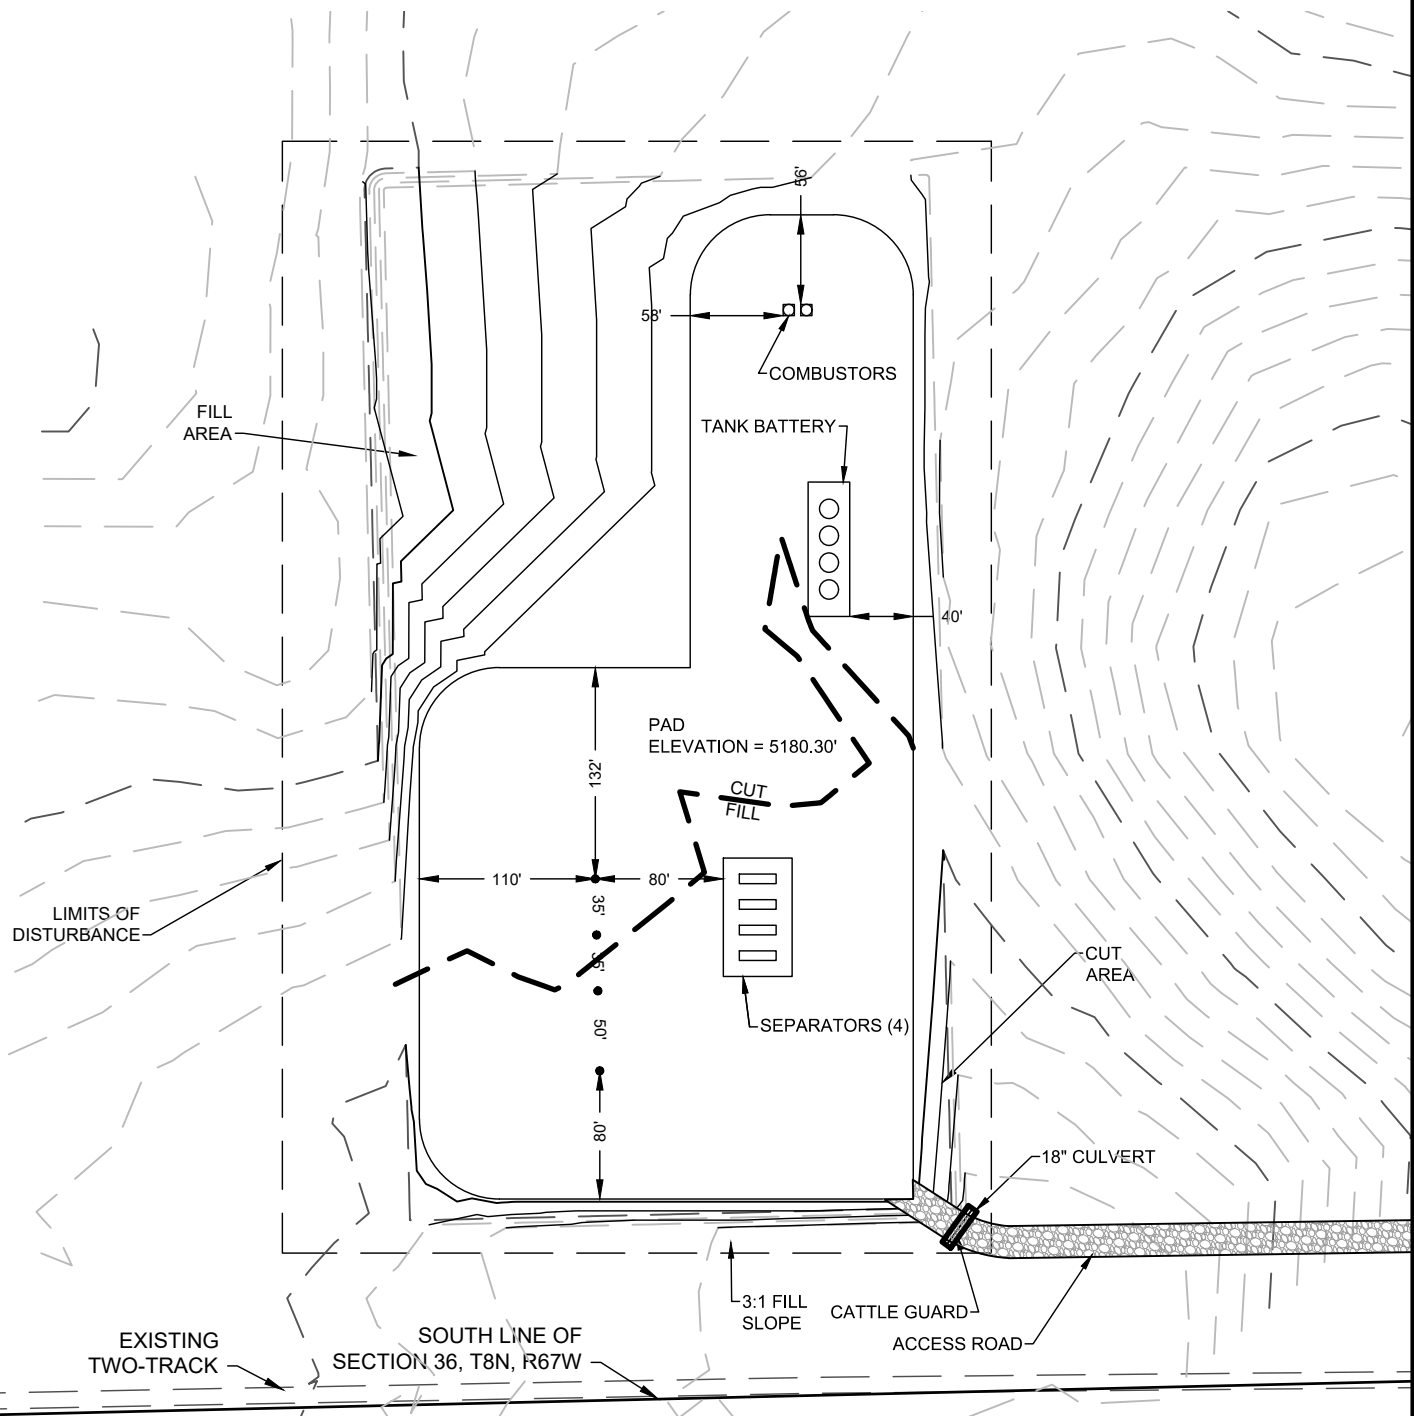 56'
58'
COMBUSTORS
FILL
AREA
TANK BATTERY
40'
PAD
ELEVATION = 5180.30'
132'
CUT
FILL
110'
80'
35'
35'
50'
80'
LIMITS OF
DISTURBANCE
CUT
AREA
SEPARATORS (4)
18" CULVERT
3:1 FILL
SLOPE
CATTLE GUARD
ACCESS ROAD
EXISTING
TWO-TRACK
SOUTH LINE OF
SECTION 36, T8N, R67W